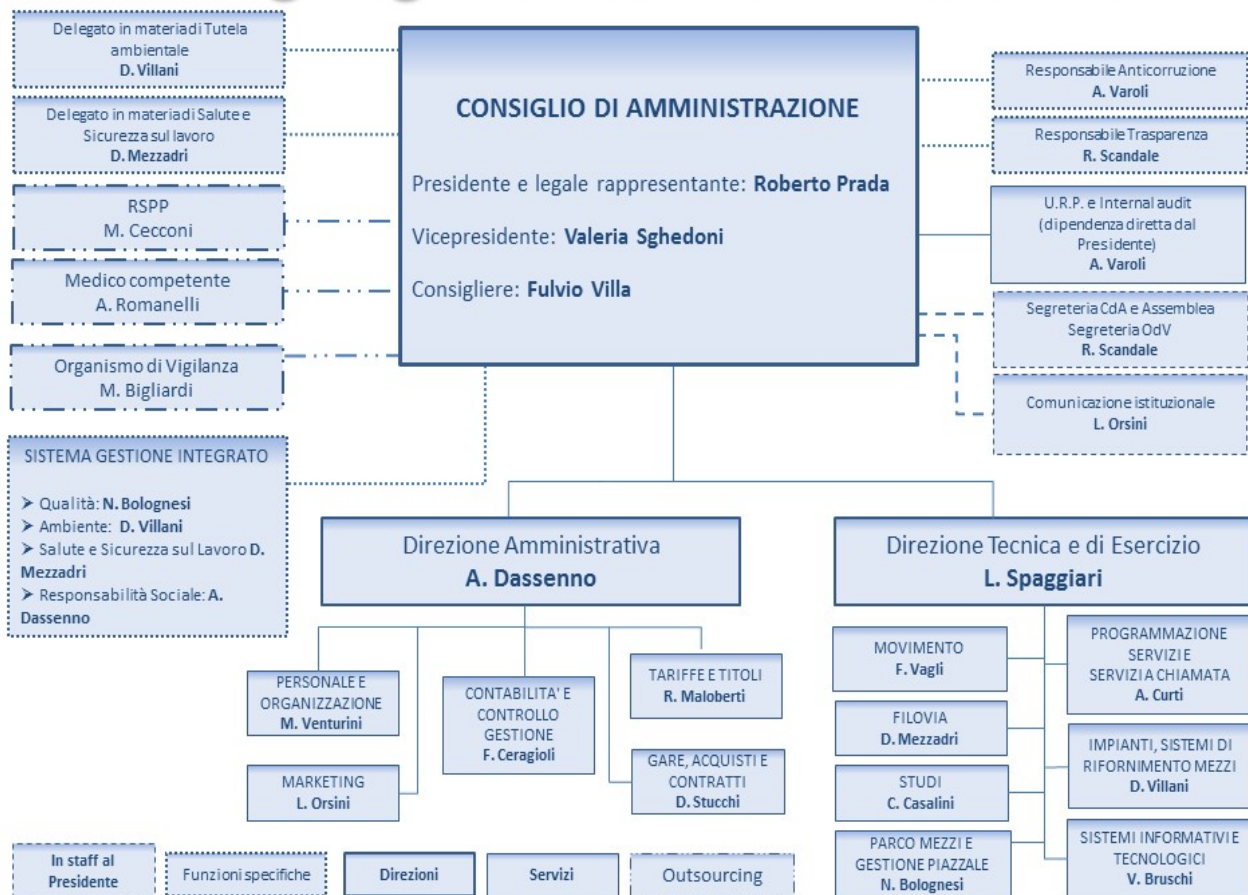 Delegato in materia di Tutela
ambientale
D. Villani
Delegato in materia di Salute e
Sicurezza sul lavoro
D. Mezzadri
RSPP
M. Cecconi
Medico competente
A. Romanelli
Organismo di Vigilanza
M. Bigliardi
SISTEMA GESTIONE INTEGRATO
➤ Qualità: N. Bolognesi
➤ Ambiente: D. Villani
➤ Salute e Sicurezza sul Lavoro D.
Mezzadri
➤ Responsabilità Sociale: A.
Dassenno
CONSIGLIO DI AMMINISTRAZIONE
Presidente e legale rappresentante: Roberto Prada
Vicepresidente: Valeria Sghedoni
Consigliere: Fulvio Villa
Responsabile Anticorruzione
A. Varoli
Responsabile Trasparenza
R. Scandale
U.R.P. e Internal audit
(dipendenza diretta dal
Presidente)
A. Varoli
Segreteria CdA e Assemblea
Segreteria OdV
R. Scandale
Comunicazione istituzionale
L. Orsini
Direzione Amministrativa
A. Dassenno
PERSONALE E
ORGANIZZAZIONE
M. Venturini
MARKETING
L. Orsini
CONTABILITA' E
CONTROLLO
GESTIONE
F. Ceragioli
TARIFFE E TITOLI
R. Maloberti
GARE, ACQUISTI E
CONTRATTI
D. Stucchi
Direzione Tecnica e di Esercizio
L. Spaggiari
MOVIMENTO
F. Vagli
FILOVIA
D. Mezzadri
STUDI
C. Casalini
PARCO MEZZI E
GESTIONE PIAZZALE
N. Bolognesi
PROGRAMMAZIONE
SERVIZI E
SERVIZI A CHIAMATA
A. Curti
IMPIANTI, SISTEMI DI
RIFORNIMENTO MEZZI
D. Villani
SISTEMI INFORMATIVI E
TECNOLOGICI
V. Bruschi
In staff al
Presidente
Funzioni specifiche
Direzioni
Servizi
Outsourcing